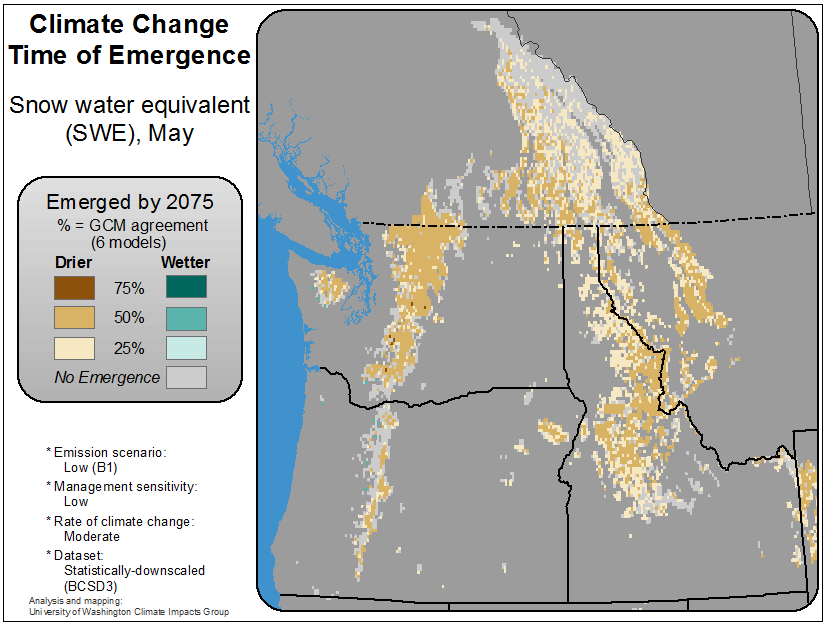 Climate Change
Time of Emergence
Snow water equivalent
(SWE), May
Emerged by 2075
% = GCM agreement
(6 models)
Drier Wetter
75%
50%
25%
No Emergence
* Emission scenario:
Low (B1)
* Management sensitivity:
Low
* Rate of climate change:
Moderate
* Dataset:
Statistically-downscaled
(BCSD3)
Analysis and mapping:
University of Washington Climate Impacts Group